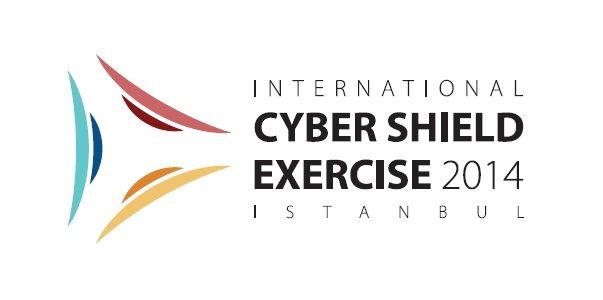 INTERNATIONAL
CYBER SHIELD
EXERCISE 2014
ISTANBUL